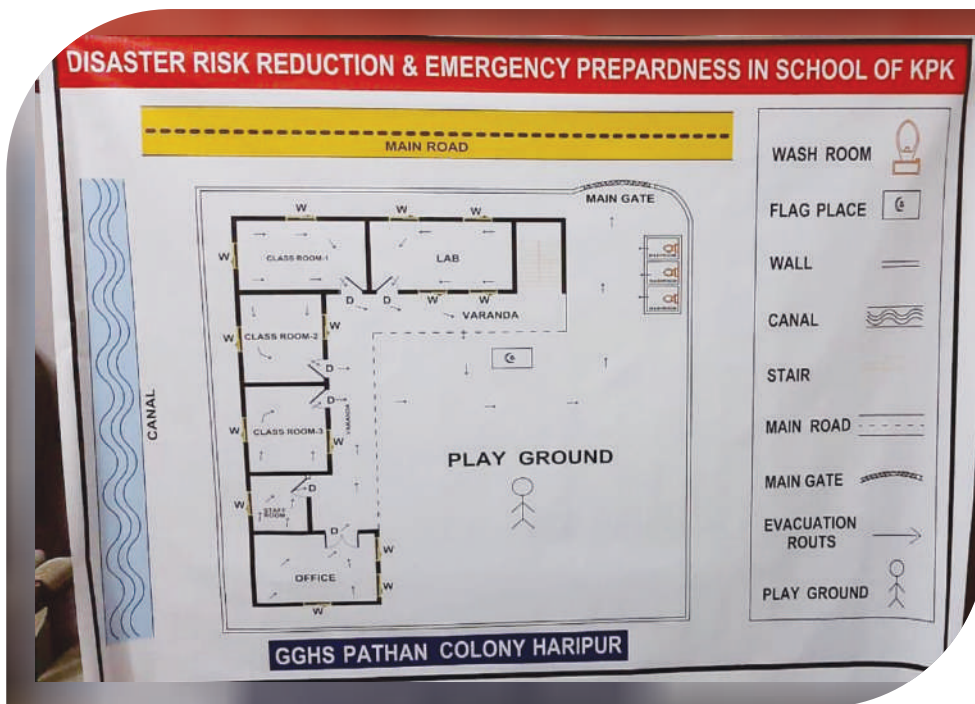 DISASTER RISK REDUCTION & EMERGENCY PREPARDNESS IN SCHOOL OF KPK
MAIN ROAD
MAIN GATE
W
W
W
W
CLASS ROOM-1
LAB
D
D
W
W
VARANDA
W
W
CLASS ROOM-2
D
W
CLASS ROOM-3
D
W
VARANDA
W
STAFF ROOM
D
D
OFFICE
W
W
W
PLAY GROUND
CANAL
WASH ROOM
FLAG PLACE
WALL
CANAL
STAIR
MAIN ROAD
MAIN GATE
EVACUATION
ROUTS
PLAY GROUND
GGHS PATHAN COLONY HARIPUR